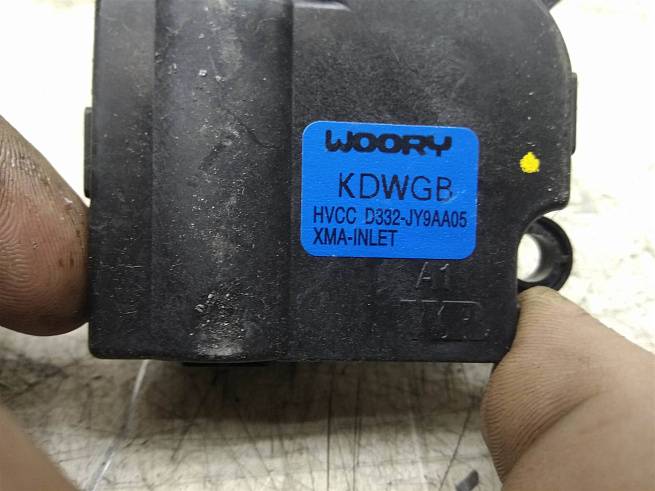 WOORY
KDWGB
HVCC D332-JY9AA05
XMA-INLET
A1